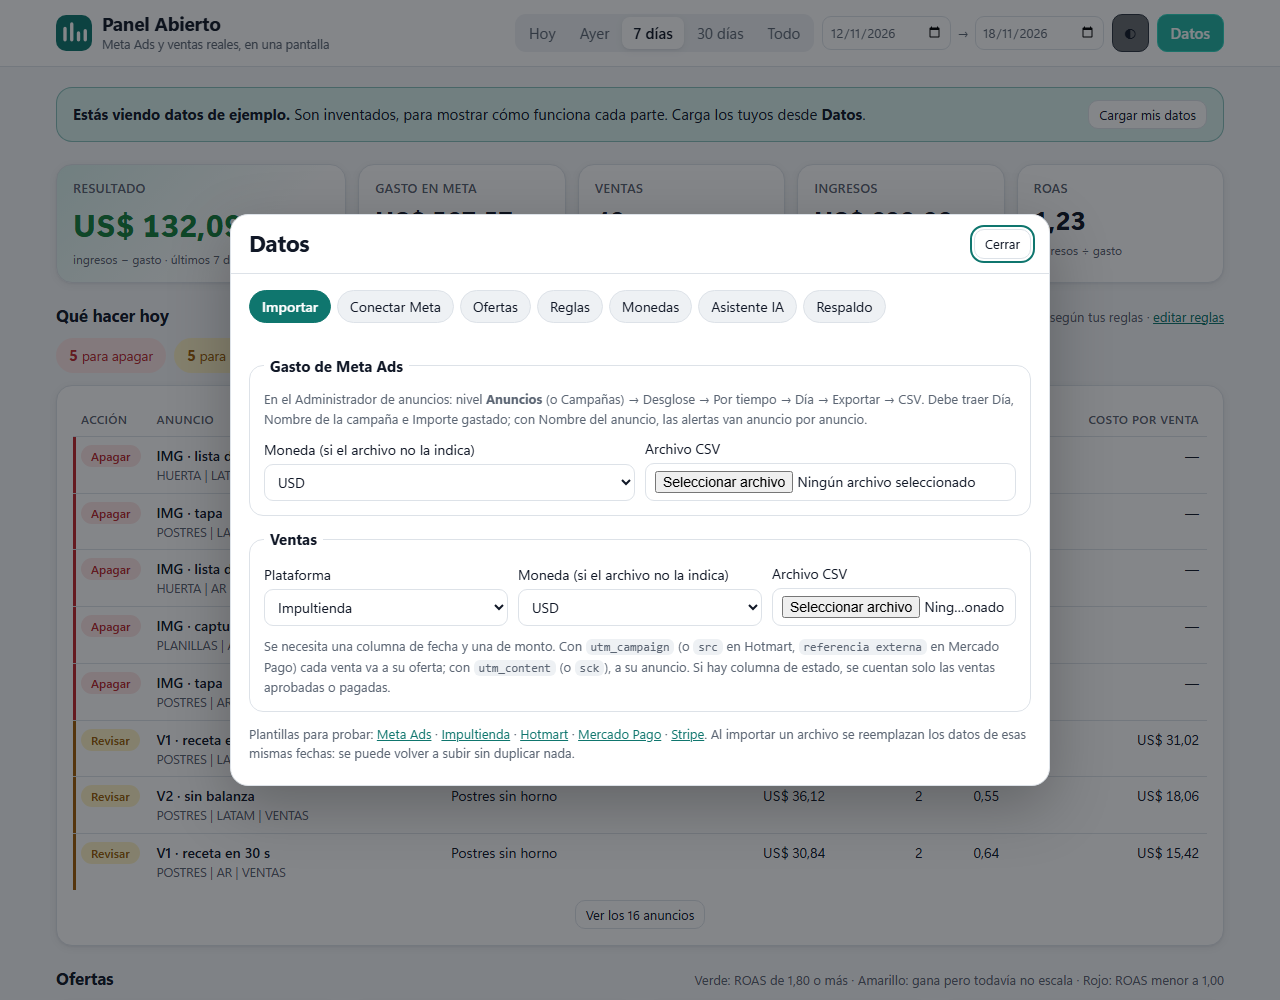 Panel Abierto
Meta Ads y ventas reales, en una pantalla
Hoy Ayer 7 días 30 días Todo
12/11/2026 → 18/11/2026
Datos
Estás viendo datos de ejemplo. Son inventados, para mostrar cómo funciona cada parte. Carga los tuyos desde Datos.
Cargar mis datos
RESULTADO GASTO EN META VENTAS INGRESOS ROAS
US$ 132,09 1,23
ingresos − gasto · últimos 7 d
resos ÷ gasto
Datos
Cerrar
Importar Conectar Meta Ofertas Reglas Monedas Asistente IA Respaldo
Gasto de Meta Ads
En el Administrador de anuncios: nivel Anuncios (o Campañas) → Desglose → Por tiempo → Día → Exportar → CSV. Debe traer Día,
Nombre de la campaña e Importe gastado; con Nombre del anuncio, las alertas van anuncio por anuncio.
Moneda (si el archivo no la indica) Archivo CSV
USD Seleccionar archivo Ningún archivo seleccionado
Ventas
Plataforma Moneda (si el archivo no la indica) Archivo CSV
Impultienda USD Seleccionar archivo Ning...onado
Se necesita una columna de fecha y una de monto. Con utm_campaign (o src en Hotmart, referencia externa en Mercado
Pago) cada venta va a su oferta; con utm_content (o sck), a su anuncio. Si hay columna de estado, se cuentan solo las ventas
aprobadas o pagadas.
Plantillas para probar: Meta Ads · Impultienda · Hotmart · Mercado Pago · Stripe. Al importar un archivo se reemplazan los datos de esas
mismas fechas: se puede volver a subir sin duplicar nada.
Qué hacer hoy
según tus reglas · editar reglas
5 para apagar 5 para
ACCIÓN ANUNCIO COSTO POR VENTA
Apagar IMG · lista d —
HUERTA | LAT
Apagar IMG · tapa —
POSTRES | LA
Apagar IMG · lista d —
HUERTA | AR
Apagar IMG · captu —
PLANILLAS |
Apagar IMG · tapa —
POSTRES | AR
Revisar V1 · receta e US$ 31,02
POSTRES | LA
Revisar V2 · sin balanza Postres sin horno US$ 36,12 2 0,55 US$ 18,06
POSTRES | LATAM | VENTAS
Revisar V1 · receta en 30 s Postres sin horno US$ 30,84 2 0,64 US$ 15,42
POSTRES | AR | VENTAS
Ver los 16 anuncios
Ofertas
Verde: ROAS de 1,80 o más · Amarillo: gana pero todavía no escala · Rojo: ROAS menor a 1,00